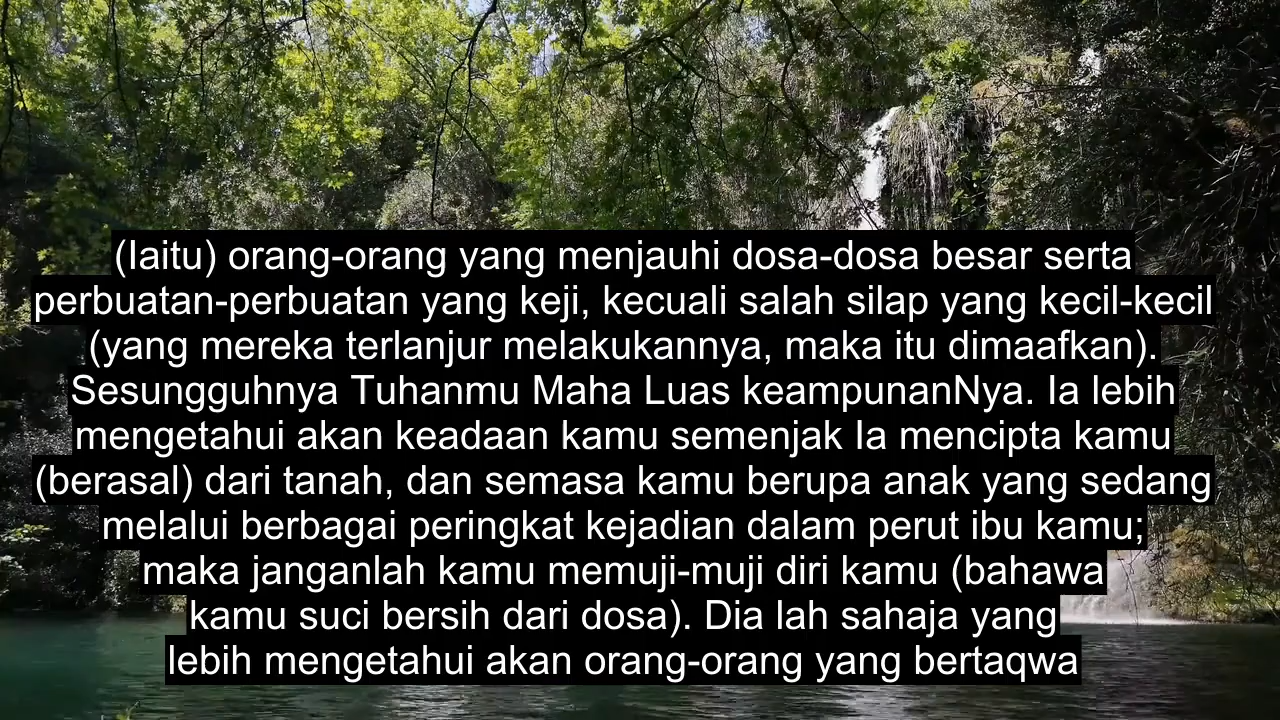 (Iaitu) orang-orang yang menjauhi dosa-dosa besar serta
perbuatan-perbuatan yang keji, kecuali salah silap yang kecil-kecil
(yang mereka terlanjur melakukannya, maka itu dimaafkan).
Sesungguhnya Tuhanmu Maha Luas keampunanNya. Ia lebih
mengetahui akan keadaan kamu semenjak Ia mencipta kamu
(berasal) dari tanah, dan semasa kamu berupa anak yang sedang
melalui berbagai peringkat kejadian dalam perut ibu kamu;
maka janganlah kamu memuji-muji diri kamu (bahawa
kamu suci bersih dari dosa). Dia lah sahaja yang
lebih mengetahui akan orang-orang yang bertaqwa